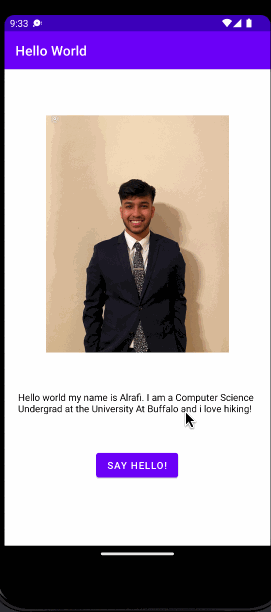 9:33
Hello World
Hello world my name is Alrafi. I am a Computer Science
Undergrad at the University At Buffalo and i love hiking!
SAY HELLO!